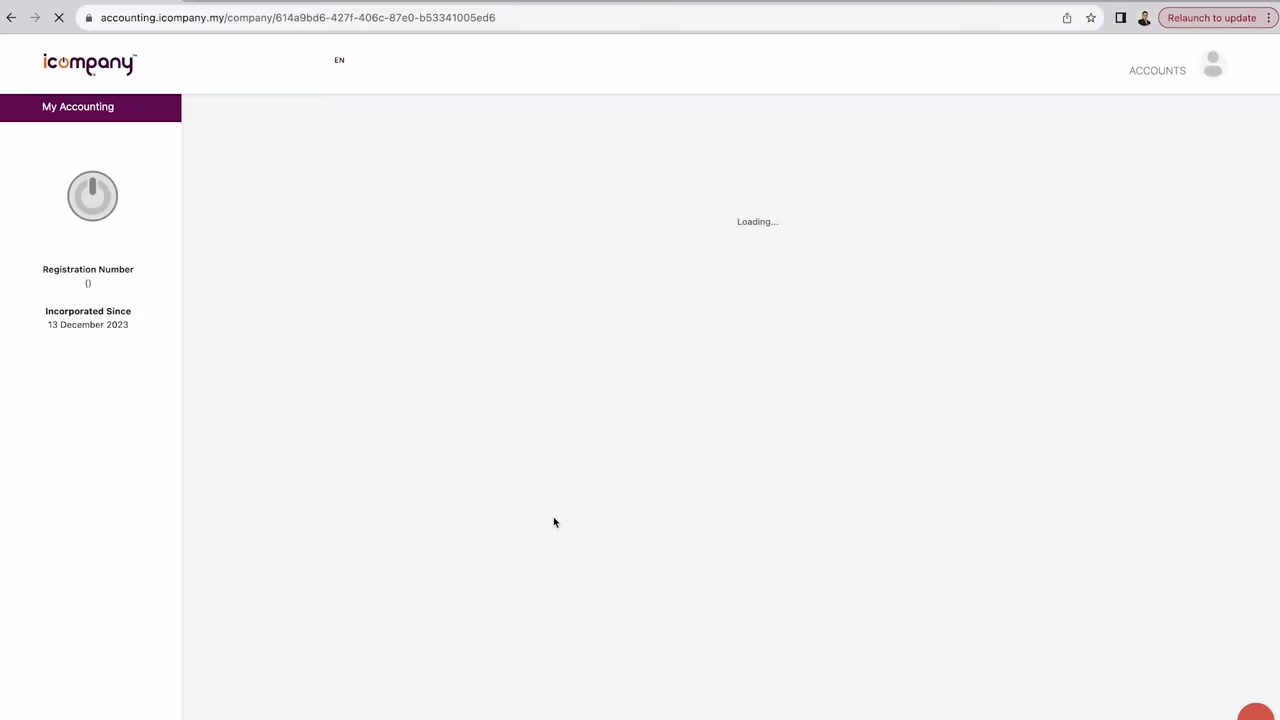 accounting.icompany.my/company/614a9bd6-427f-406c-87e0-b53341005ed6
Relaunch to update
icompany™
EN
ACCOUNTS
My Accounting
Loading...
Registration Number
()
Incorporated Since
13 December 2023